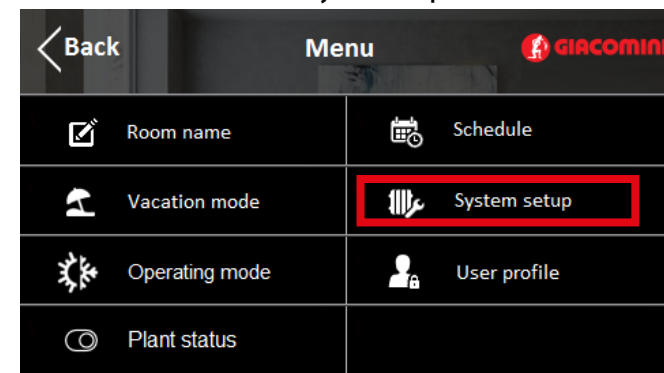 Back Menu GIACOMINI
Room name Schedule
Vacation mode System setup
Operating mode User profile
Plant status